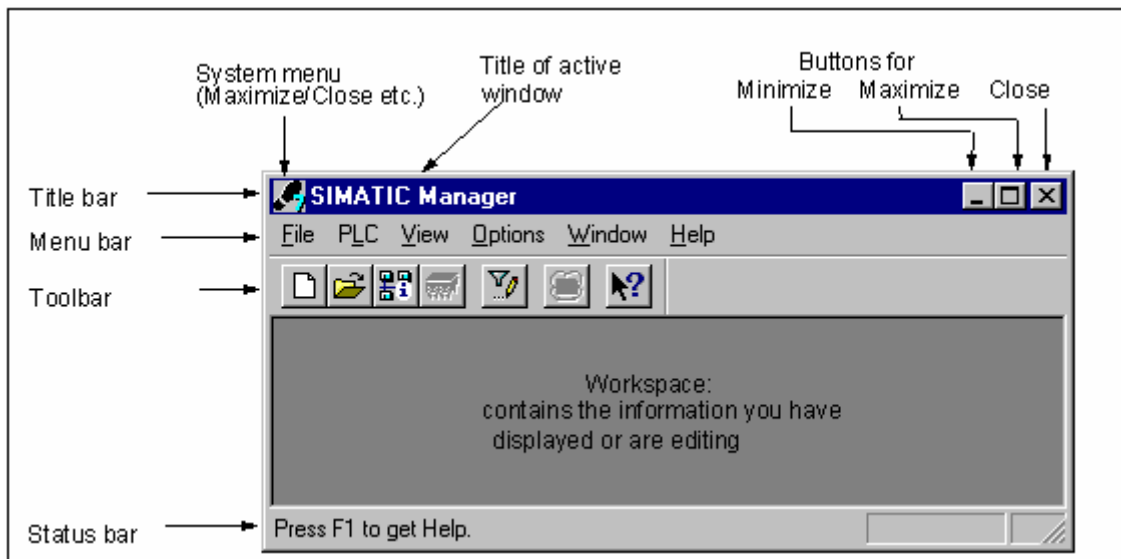 System menu
(Maximize/Close etc.)
Title of active
window
Buttons for
Minimize Maximize Close
Title bar
SIMATIC Manager
Menu bar
File PLC View Options Window Help
Toolbar
Workspace:
contains the information you have
displayed or are editing
Status bar
Press F1 to get Help.